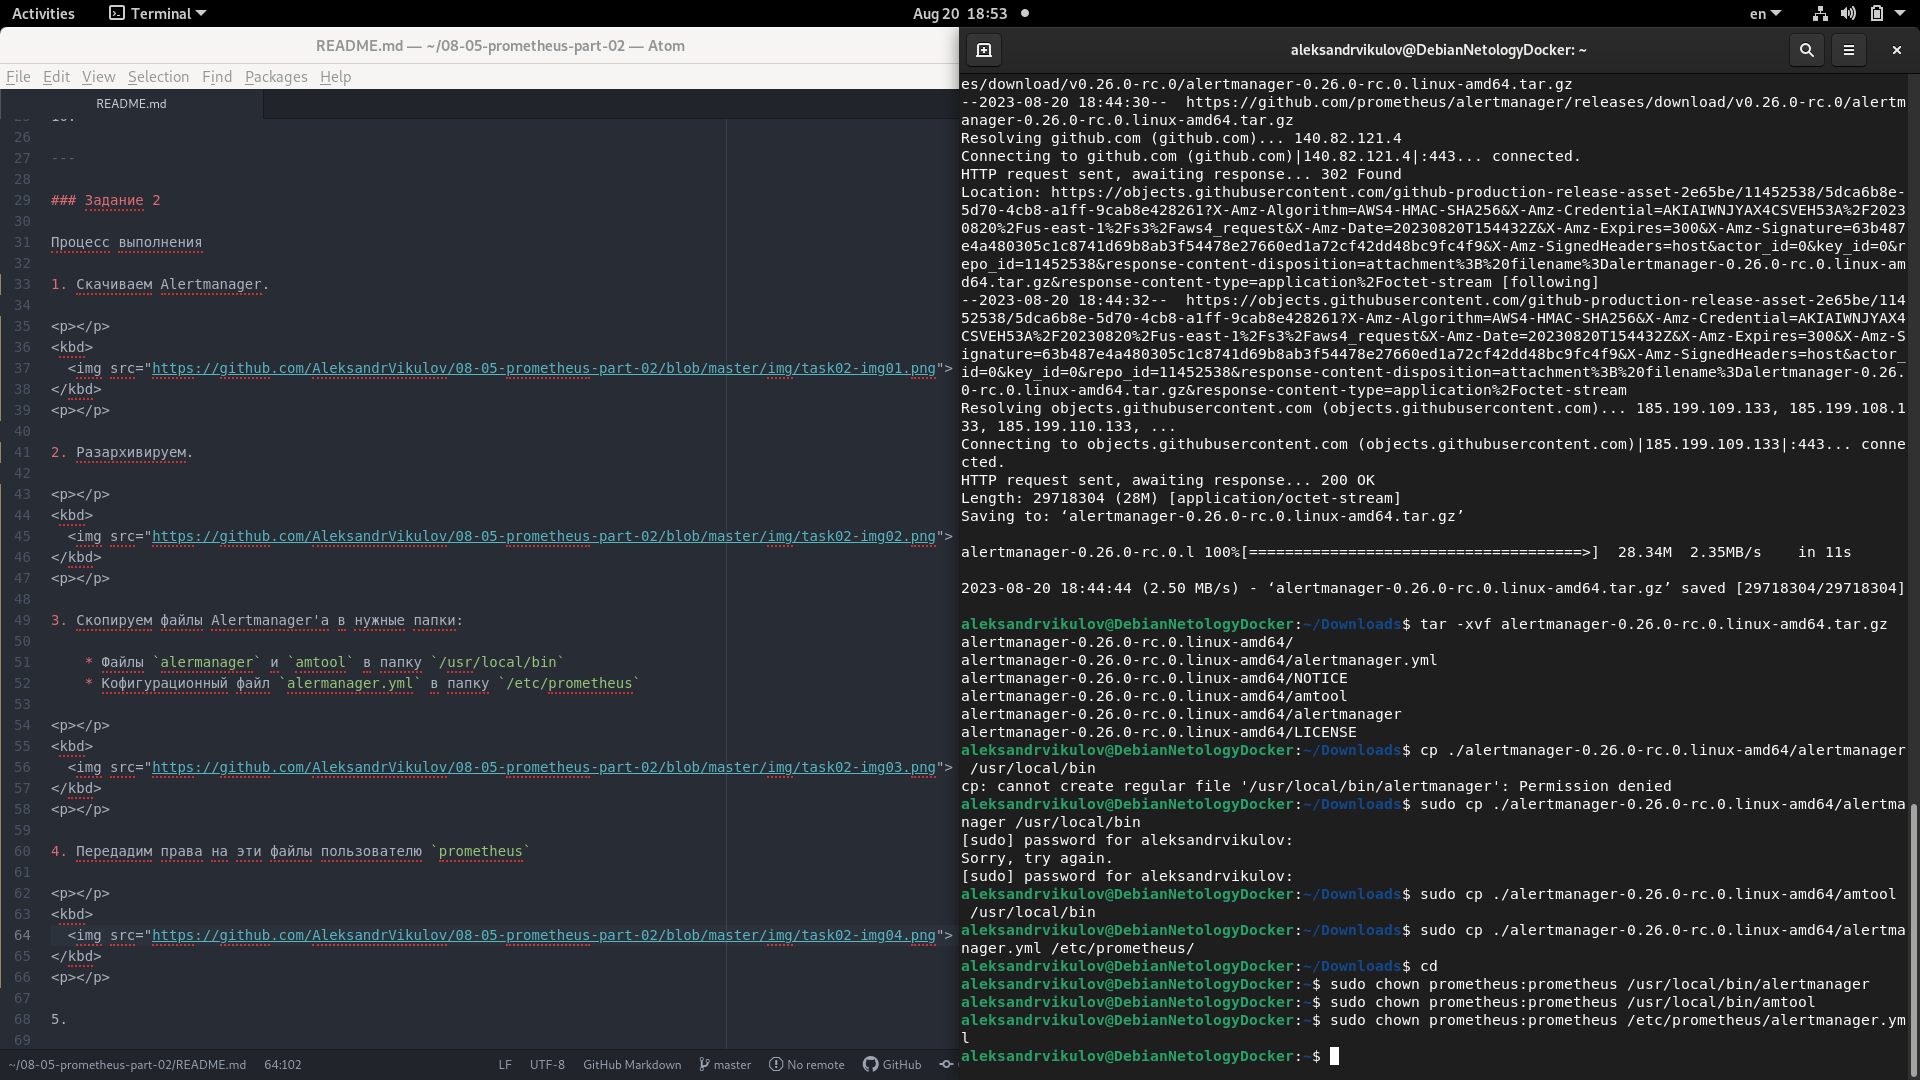 Activities
Terminal
Aug 20 18:53
en
README.md — ~/08-05-prometheus-part-02 — Atom
File Edit View Selection Find Packages Help
README.md
26
27 ---
28
29 ### Задание 2
30
31 Процесс выполнения
32
33 1. Скачиваем Alertmanager.
34
35 <p></p>
36 <kbd>
37 <img src="https://github.com/AleksandrVikulov/08-05-prometheus-part-02/blob/master/img/task02-img01.png">
38 </kbd>
39 <p></p>
40
41 2. Разархивируем.
42
43 <p></p>
44 <kbd>
45 <img src="https://github.com/AleksandrVikulov/08-05-prometheus-part-02/blob/master/img/task02-img02.png">
46 </kbd>
47 <p></p>
48
49 3. Скопируем файлы Alertmanager'а в нужные папки:
50
51 * Файлы `alermanager` и `amtool` в папку `/usr/local/bin`
52 * Кофигурационный файл `alermanager.yml` в папку `/etc/prometheus`
53
54 <p></p>
55 <kbd>
56 <img src="https://github.com/AleksandrVikulov/08-05-prometheus-part-02/blob/master/img/task02-img03.png">
57 </kbd>
58 <p></p>
59
60 4. Передадим права на эти файлы пользователю `prometheus`
61
62 <p></p>
63 <kbd>
64 <img src="https://github.com/AleksandrVikulov/08-05-prometheus-part-02/blob/master/img/task02-img04.png">
65 </kbd>
66 <p></p>
67
68 5.
69
~/08-05-prometheus-part-02/README.md 64:102 LF UTF-8 GitHub Markdown master No remote GitHub
aleksandrvikulov@DebianNetologyDocker: ~
es/download/v0.26.0-rc.0/alertmanager-0.26.0-rc.0.linux-amd64.tar.gz
--2023-08-20 18:44:30-- https://github.com/prometheus/alertmanager/releases/download/v0.26.0-rc.0/alertm
anager-0.26.0-rc.0.linux-amd64.tar.gz
Resolving github.com (github.com)... 140.82.121.4
Connecting to github.com (github.com)|140.82.121.4|:443... connected.
HTTP request sent, awaiting response... 302 Found
Location: https://objects.githubusercontent.com/github-production-release-asset-2e65be/11452538/5dca6b8e-
5d70-4cb8-a1ff-9cab8e428261?X-Amz-Algorithm=AWS4-HMAC-SHA256&X-Amz-Credential=AKIAIWNJYAX4CSVEH53A%2F2023
0820%2Fus-east-1%2Fs3%2Faws4_request&X-Amz-Date=20230820T154432Z&X-Amz-Expires=300&X-Amz-Signature=63b487
e4a480305c1c8741d69b8ab3f54478e27660ed1a72cf42dd48bc9fc4f9&X-Amz-SignedHeaders=host&actor_id=0&key_id=0&r
epo_id=11452538&response-content-disposition=attachment%3B%20filename%3Dalertmanager-0.26.0-rc.0.linux-am
d64.tar.gz&response-content-type=application%2Foctet-stream [following]
--2023-08-20 18:44:32-- https://objects.githubusercontent.com/github-production-release-asset-2e65be/114
52538/5dca6b8e-5d70-4cb8-a1ff-9cab8e428261?X-Amz-Algorithm=AWS4-HMAC-SHA256&X-Amz-Credential=AKIAIWNJYAX4
CSVEH53A%2F20230820%2Fus-east-1%2Fs3%2Faws4_request&X-Amz-Date=20230820T154432Z&X-Amz-Expires=300&X-Amz-S
ignature=63b487e4a480305c1c8741d69b8ab3f54478e27660ed1a72cf42dd48bc9fc4f9&X-Amz-SignedHeaders=host&actor_
id=0&key_id=0&repo_id=11452538&response-content-disposition=attachment%3B%20filename%3Dalertmanager-0.26.
0-rc.0.linux-amd64.tar.gz&response-content-type=application%2Foctet-stream
Resolving objects.githubusercontent.com (objects.githubusercontent.com)... 185.199.109.133, 185.199.108.1
33, 185.199.110.133, ...
Connecting to objects.githubusercontent.com (objects.githubusercontent.com)|185.199.109.133|:443... conne
cted.
HTTP request sent, awaiting response... 200 OK
Length: 29718304 (28M) [application/octet-stream]
Saving to: ‘alertmanager-0.26.0-rc.0.linux-amd64.tar.gz’
alertmanager-0.26.0-rc.0.l 100%[=====================================>] 28.34M 2.35MB/s in 11s
2023-08-20 18:44:44 (2.50 MB/s) - ‘alertmanager-0.26.0-rc.0.linux-amd64.tar.gz’ saved [29718304/29718304]
aleksandrvikulov@DebianNetologyDocker:~/Downloads$ tar -xvf alertmanager-0.26.0-rc.0.linux-amd64.tar.gz
alertmanager-0.26.0-rc.0.linux-amd64/
alertmanager-0.26.0-rc.0.linux-amd64/alertmanager.yml
alertmanager-0.26.0-rc.0.linux-amd64/NOTICE
alertmanager-0.26.0-rc.0.linux-amd64/amtool
alertmanager-0.26.0-rc.0.linux-amd64/alertmanager
alertmanager-0.26.0-rc.0.linux-amd64/LICENSE
aleksandrvikulov@DebianNetologyDocker:~/Downloads$ cp ./alertmanager-0.26.0-rc.0.linux-amd64/alertmanager
/usr/local/bin
cp: cannot create regular file '/usr/local/bin/alertmanager': Permission denied
aleksandrvikulov@DebianNetologyDocker:~/Downloads$ sudo cp ./alertmanager-0.26.0-rc.0.linux-amd64/alertma
nager /usr/local/bin
[sudo] password for aleksandrvikulov:
Sorry, try again.
[sudo] password for aleksandrvikulov:
aleksandrvikulov@DebianNetologyDocker:~/Downloads$ sudo cp ./alertmanager-0.26.0-rc.0.linux-amd64/amtool
/usr/local/bin
aleksandrvikulov@DebianNetologyDocker:~/Downloads$ sudo cp ./alertmanager-0.26.0-rc.0.linux-amd64/alertma
nager.yml /etc/prometheus/
aleksandrvikulov@DebianNetologyDocker:~/Downloads$ cd
aleksandrvikulov@DebianNetologyDocker:~$ sudo chown prometheus:prometheus /usr/local/bin/alertmanager
aleksandrvikulov@DebianNetologyDocker:~$ sudo chown prometheus:prometheus /usr/local/bin/amtool
aleksandrvikulov@DebianNetologyDocker:~$ sudo chown prometheus:prometheus /etc/prometheus/alertmanager.ym
l
aleksandrvikulov@DebianNetologyDocker:~$